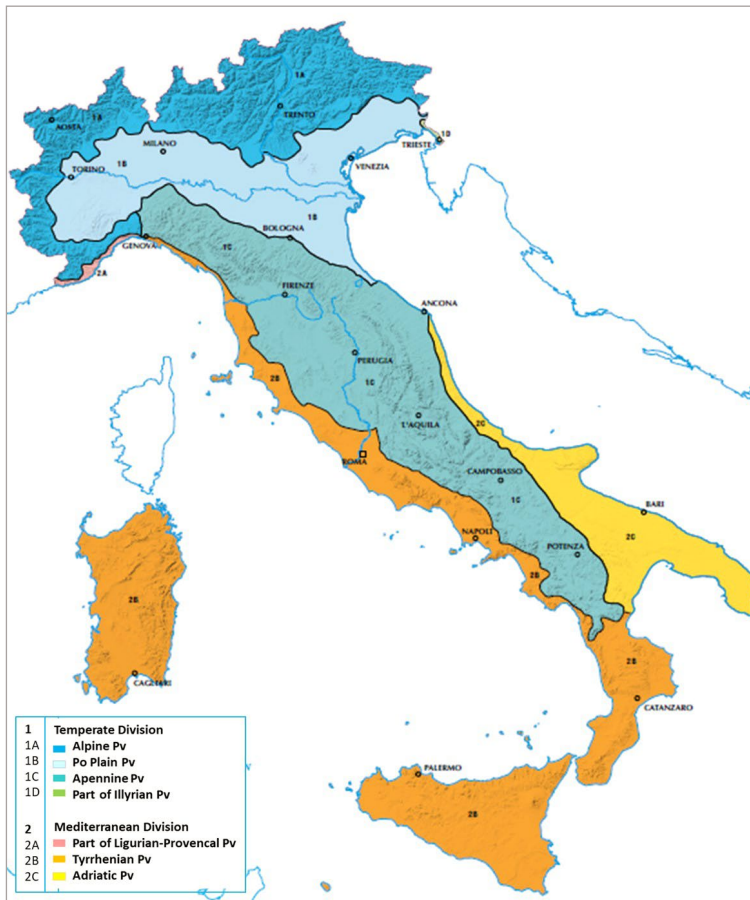 1A
1A
AOSTA
TRENTO
1D
MILANO
TRIESTE
1B
VENEZIA
TORINO
1B
BOLOGNA
GENOVA
1C
2A
FIRENZE
ANCONA
PERUGIA
2B
1C
L'AQUILA
2C
ROMA
CAMPOBASSO
1C
BARI
NAPOLI
2C
POTENZA
2B
2B
2B
CAGLIARI
CATANZARO
PALERMO
2B
1 Temperate Division
1A Alpine Pv
1B Po Plain Pv
1C Apennine Pv
1D Part of Illyrian Pv
2 Mediterranean Division
2A Part of Ligurian-Provencal Pv
2B Tyrrhenian Pv
2C Adriatic Pv